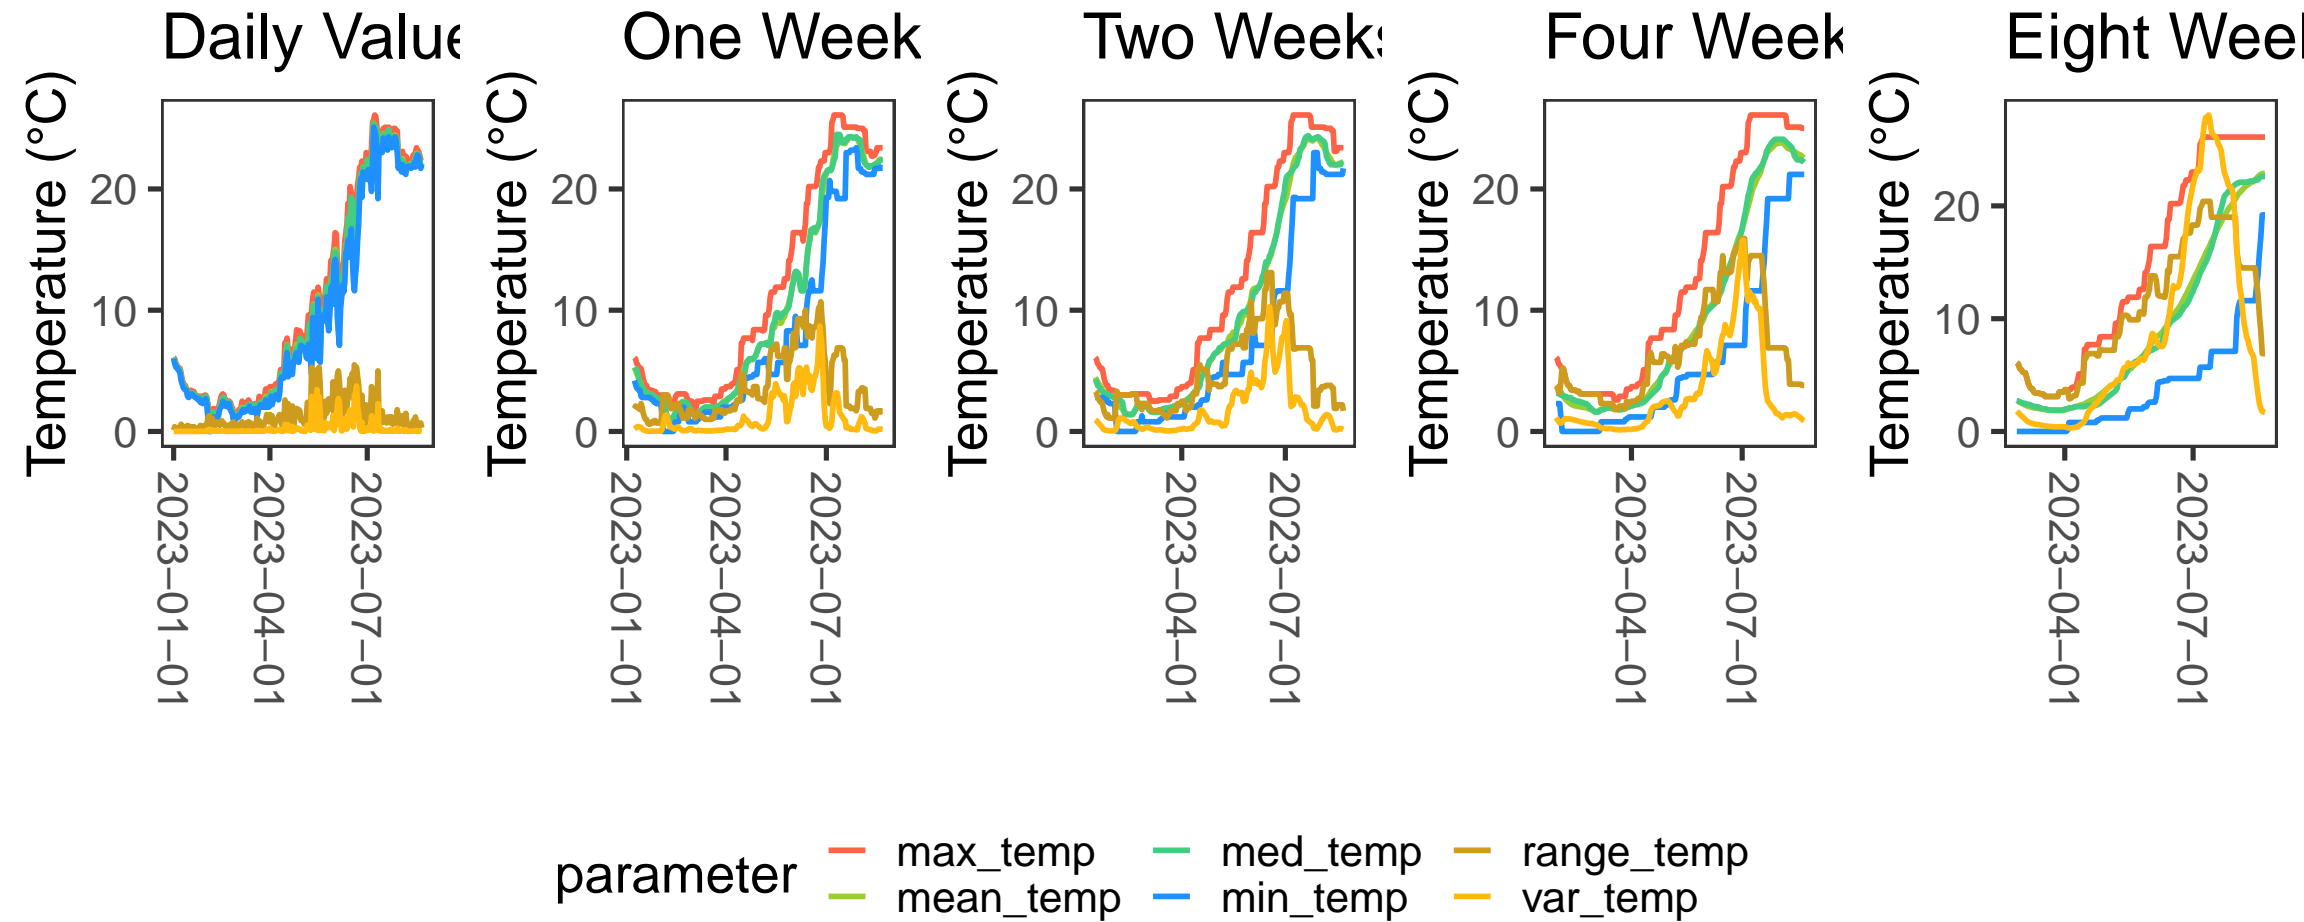 Daily Value
One Week
Two Weeks
Four Week
Eight Weel
Temperature (°C)
20
10
0
2023−01−01
2023−04−01
2023−07−01
Temperature (°C)
20
10
0
2023−01−01
2023−04−01
2023−07−01
Temperature (°C)
20
10
0
2023−04−01
2023−07−01
Temperature (°C)
20
10
0
2023−04−01
2023−07−01
Temperature (°C)
20
10
0
2023−04−01
2023−07−01
parameter
max_temp
mean_temp
med_temp
min_temp
range_temp
var_temp